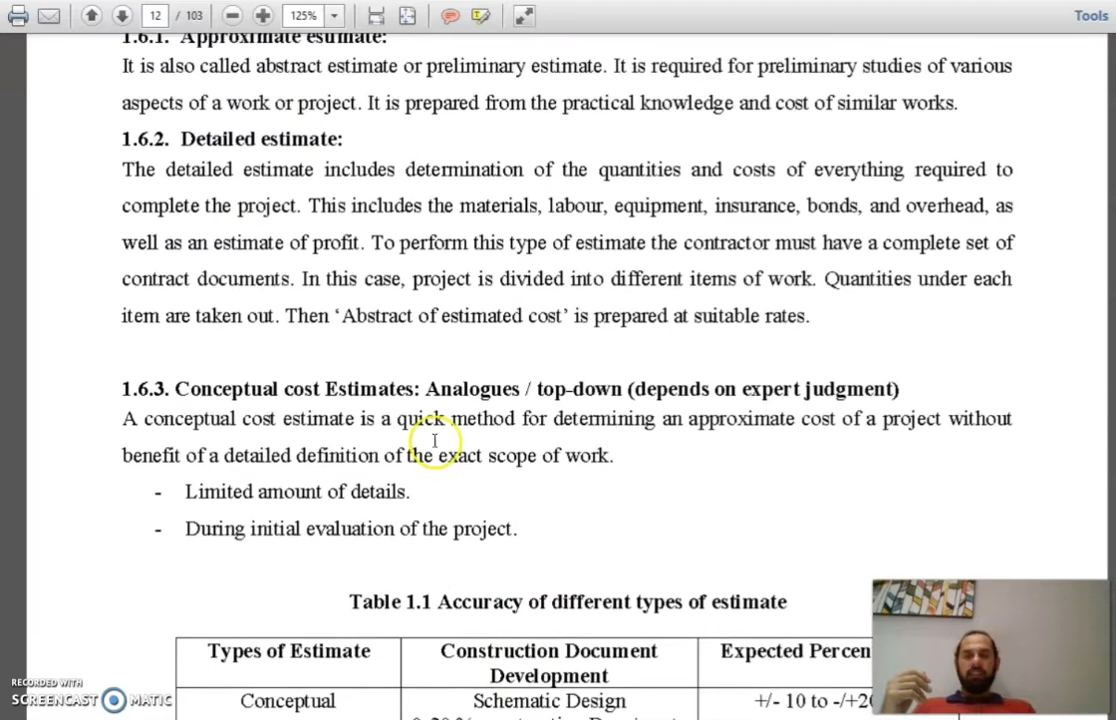 12 / 103
125%
Tools
1.6.1. Approximate estimate:
It is also called abstract estimate or preliminary estimate. It is required for preliminary studies of various
aspects of a work or project. It is prepared from the practical knowledge and cost of similar works.
1.6.2. Detailed estimate:
The detailed estimate includes determination of the quantities and costs of everything required to
complete the project. This includes the materials, labour, equipment, insurance, bonds, and overhead, as
well as an estimate of profit. To perform this type of estimate the contractor must have a complete set of
contract documents. In this case, project is divided into different items of work. Quantities under each
item are taken out. Then ‘Abstract of estimated cost’ is prepared at suitable rates.
1.6.3. Conceptual cost Estimates: Analogues / top-down (depends on expert judgment)
A conceptual cost estimate is a quick method for determining an approximate cost of a project without
benefit of a detailed definition of the exact scope of work.
- Limited amount of details.
- During initial evaluation of the project.
Table 1.1 Accuracy of different types of estimate
Types of Estimate
Construction Document
Development
Expected Percen
Conceptual
Schematic Design
+/- 10 to -/+20
RECORDED WITH
SCREENCAST MATIC